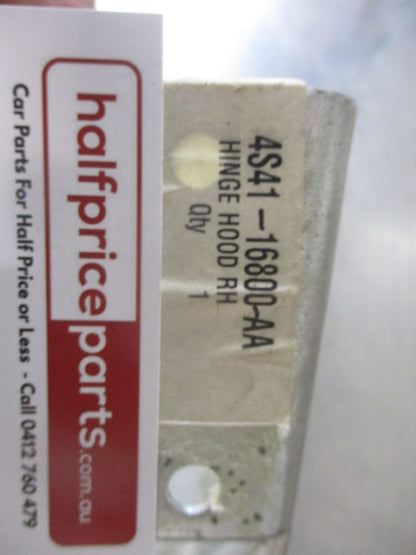 halfpriceparts.com.au
Car Parts For Half Price or Less - Call 0412 760 479
4S41-16800-AA
HINGE HOOD RH
Qty 1